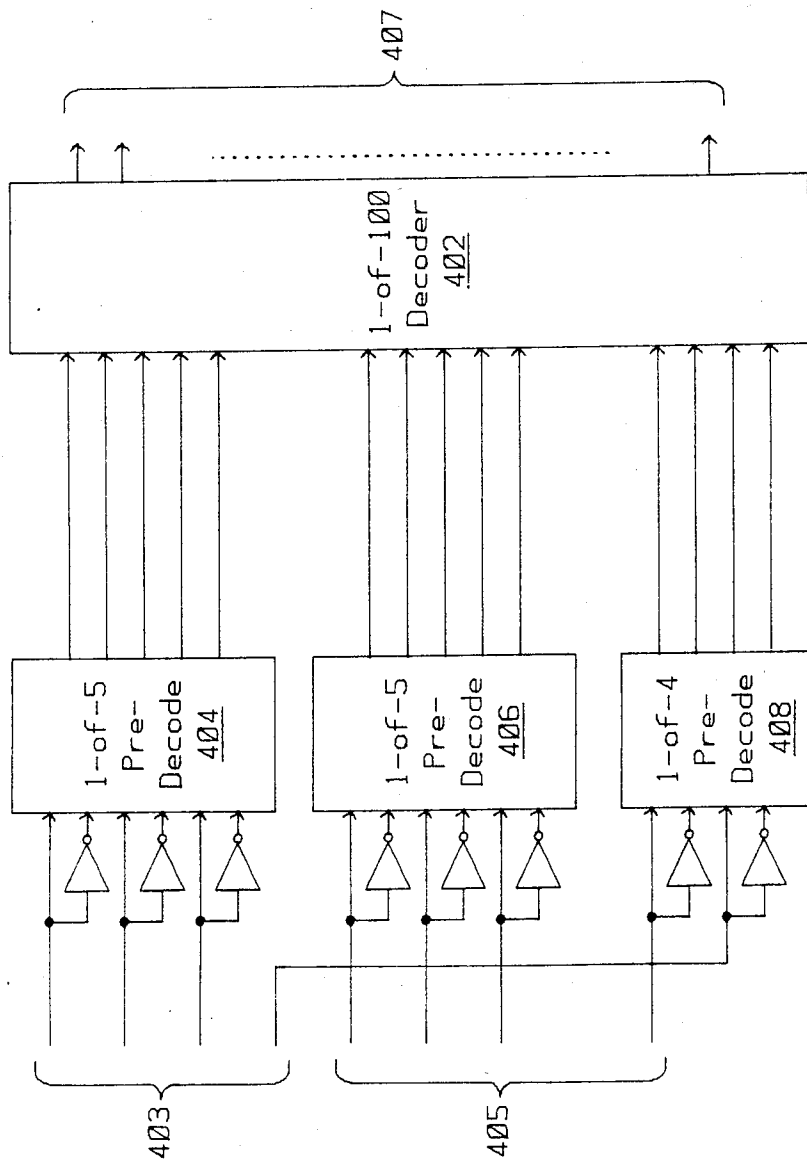 403
405
1-of-5
Pre-
Decode
404
1-of-5
Pre-
Decode
406
1-of-4
Pre-
Decode
408
1-of-100
Decoder
402
407